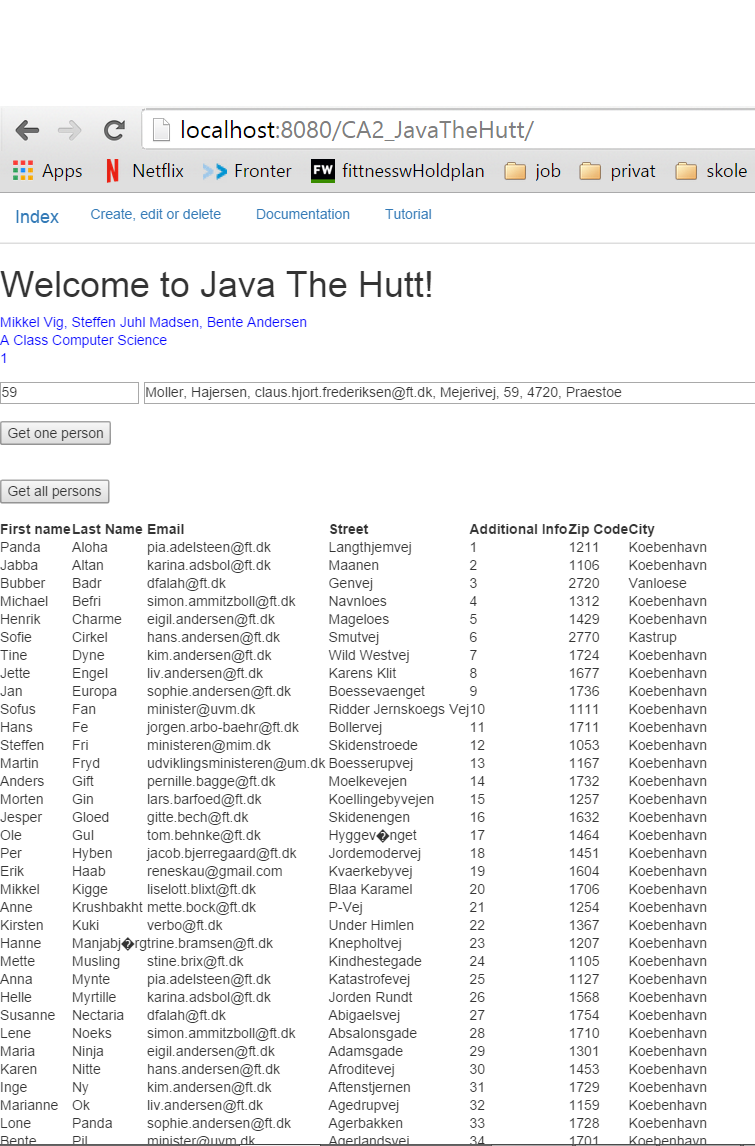 localhost:8080/CA2_JavaTheHutt/
Apps Netflix Fronter FW fittnesswHoldplan job privat skole
Index Create, edit or delete Documentation Tutorial
Welcome to Java The Hutt!
Mikkel Vig, Steffen Juhl Madsen, Bente Andersen
A Class Computer Science
1
59 Moller, Hajersen, claus.hjort.frederiksen@ft.dk, Mejerivej, 59, 4720, Praestoe
Get one person
Get all persons
First name Last Name Email Street Additional Info Zip Code City
Panda Aloha pia.adelsteen@ft.dk Langthjemvej 1 1211 Koebenhavn
Jabba Altan karina.adsbol@ft.dk Maanen 2 1106 Koebenhavn
Bubber Badr dfalah@ft.dk Genvej 3 2720 Vanloese
Michael Befri simon.ammitzboll@ft.dk Navnloes 4 1312 Koebenhavn
Henrik Charme eigil.andersen@ft.dk Mageloes 5 1429 Koebenhavn
Sofie Cirkel hans.andersen@ft.dk Smutvej 6 2770 Kastrup
Tine Dyne kim.andersen@ft.dk Wild Westvej 7 1724 Koebenhavn
Jette Engel liv.andersen@ft.dk Karens Klit 8 1677 Koebenhavn
Jan Europa sophie.andersen@ft.dk Boessevaenget 9 1736 Koebenhavn
Sofus Fan minister@uvm.dk Ridder Jernskoegs Vej 10 1111 Koebenhavn
Hans Fe jorgen.arbo-baehr@ft.dk Bollervej 11 1711 Koebenhavn
Steffen Fri ministeren@mim.dk Skidenstroede 12 1053 Koebenhavn
Martin Fryd udviklingsministeren@um.dk Boesserupvej 13 1167 Koebenhavn
Anders Gift pernille.bagge@ft.dk Moelkevejen 14 1732 Koebenhavn
Morten Gin lars.barfoed@ft.dk Koellingebyvejen 15 1257 Koebenhavn
Jesper Gloed gitte.bech@ft.dk Skidenengen 16 1632 Koebenhavn
Ole Gul tom.behnke@ft.dk Hyggev�nget 17 1464 Koebenhavn
Per Hyben jacob.bjerregaard@ft.dk Jordemodervej 18 1451 Koebenhavn
Erik Haab reneskau@gmail.com Kvaerkebyvej 19 1604 Koebenhavn
Mikkel Kigge liselott.blixt@ft.dk Blaa Karamel 20 1706 Koebenhavn
Anne Krushbakht mette.bock@ft.dk P-Vej 21 1254 Koebenhavn
Kirsten Kuki verbo@ft.dk Under Himlen 22 1367 Koebenhavn
Hanne Manjabj�rg trine.bramsen@ft.dk Knepholtvej 23 1207 Koebenhavn
Mette Musling stine.brix@ft.dk Kindhestegade 24 1105 Koebenhavn
Anna Mynte pia.adelsteen@ft.dk Katastrofevej 25 1127 Koebenhavn
Helle Myrtille karina.adsbol@ft.dk Jorden Rundt 26 1568 Koebenhavn
Susanne Nectaria dfalah@ft.dk Abigaelsvej 27 1754 Koebenhavn
Lene Noeks simon.ammitzboll@ft.dk Absalonsgade 28 1710 Koebenhavn
Maria Ninja eigil.andersen@ft.dk Adamsgade 29 1301 Koebenhavn
Karen Nitte hans.andersen@ft.dk Afroditevej 30 1453 Koebenhavn
Inge Ny kim.andersen@ft.dk Aftenstjernen 31 1729 Koebenhavn
Marianne Ok liv.andersen@ft.dk Agedrupvej 32 1159 Koebenhavn
Lone Panda sophie.andersen@ft.dk Agerbakken 33 1728 Koebenhavn
Bente Pil minister@uvm.dk Agerlandsvej 34 1701 Koebenhavn